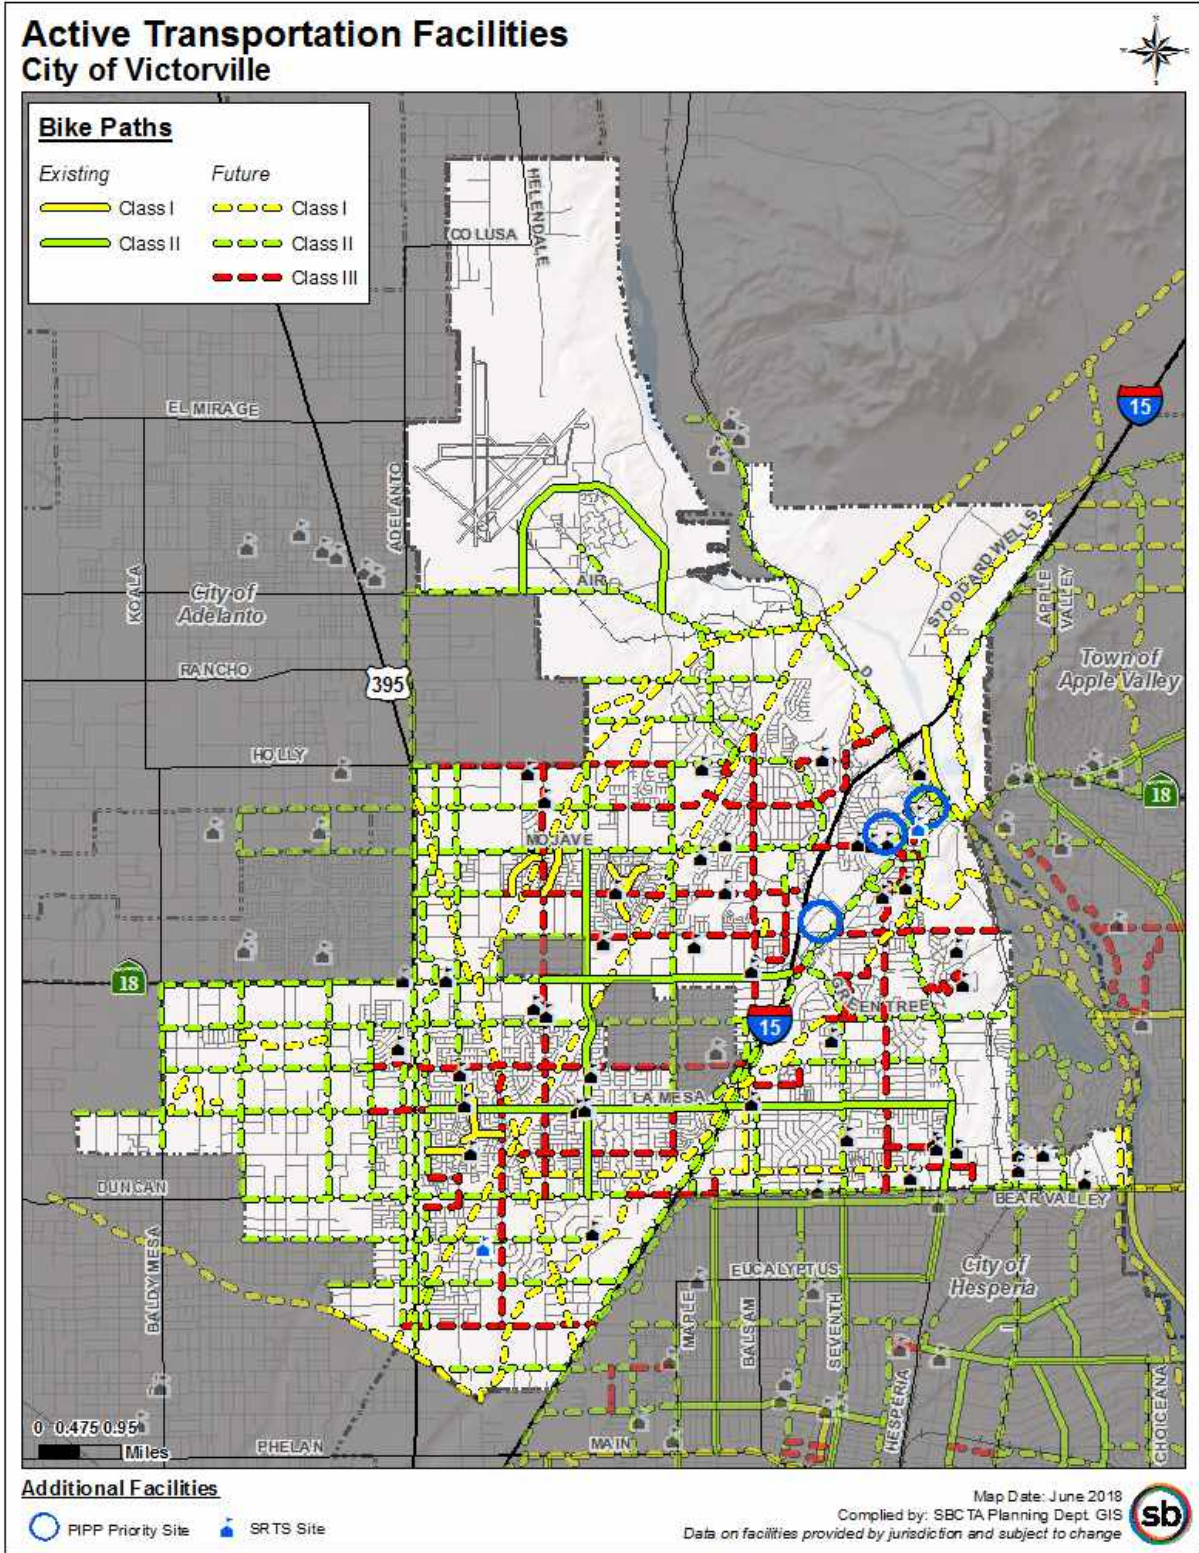 Active Transportation Facilities
City of Victorville
Bike Paths
Existing Future
Class I Class I
Class II Class II
Class III
HELENDALE
COLUSA
EL MIRAGE
15
ADELANTO
STODDARD WELLS
KOALA
City of
Adelanto
AIR
APPLE
VALLEY
RANCHO
395
D
Town of
Apple Valley
HOLLY
18
MOJAVE
18
GREEN TREE
15
LA MESA
DUNCAN
BEAR VALLEY
BALDY MESA
EUCALYPTUS
City of
Hesperia
MAPLE
BALSAM
SEVENTH
HESPERIA
CHOICEANA
I
0 0.475 0.95
Miles
PHELAN
MAIN
Additional Facilities
PIPP Priority Site SRTS Site
Map Date: June 2018
Complied by: SBCTA Planning Dept. GIS
Data on facilities provided by jurisdiction and subject to change
sb